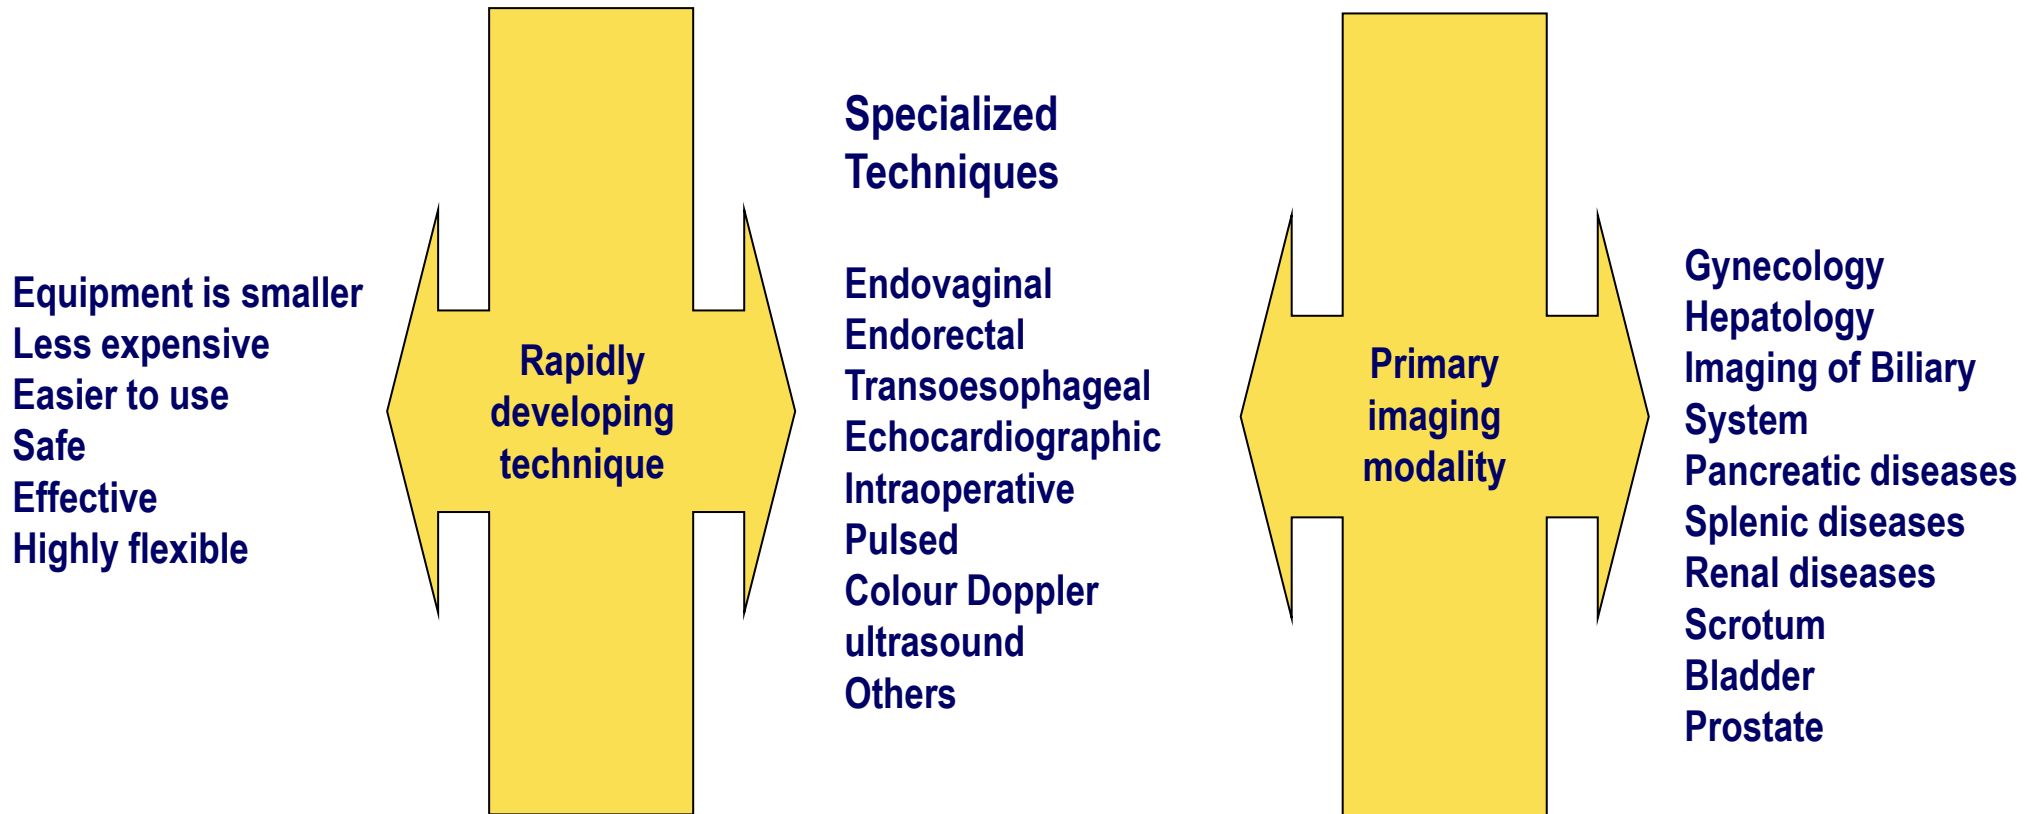 Equipment is smaller
Less expensive
Easier to use
Safe
Effective
Highly flexible
Rapidly
developing
technique
Specialized
Techniques
Endovaginal
Endorectal
Transoesophageal
Echocardiographic
Intraoperative
Pulsed
Colour Doppler
ultrasound
Others
Primary
imaging
modality
Gynecology
Hepatology
Imaging of Biliary
System
Pancreatic diseases
Splenic diseases
Renal diseases
Scrotum
Bladder
Prostate